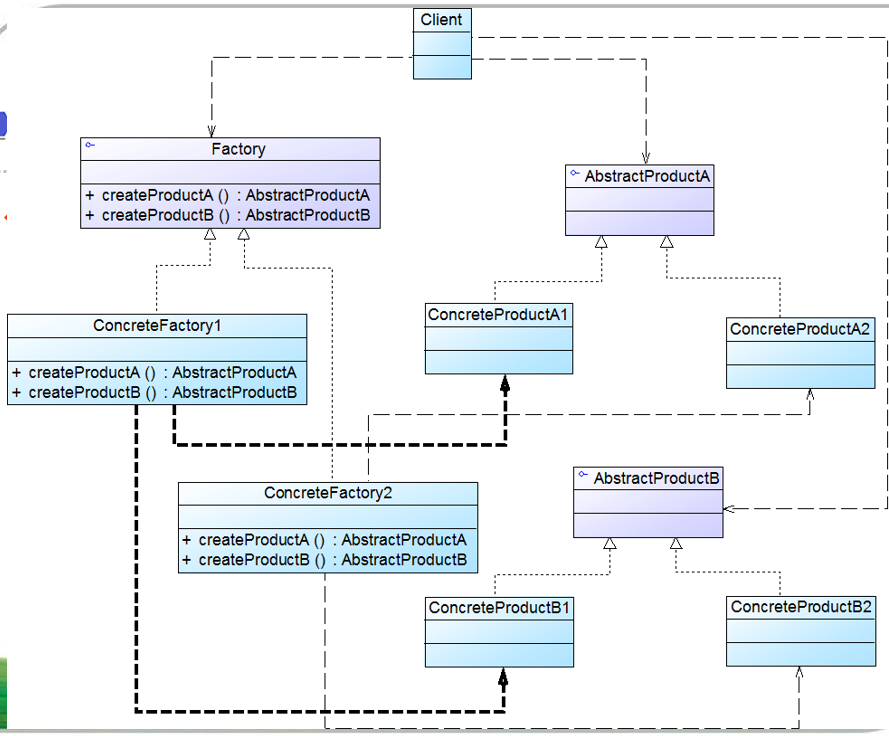 Client
Factory
+ createProductA () : AbstractProductA
+ createProductB () : AbstractProductB
AbstractProductA
ConcreteFactory1
+ createProductA () : AbstractProductA
+ createProductB () : AbstractProductB
ConcreteProductA1
ConcreteProductA2
ConcreteFactory2
+ createProductA () : AbstractProductA
+ createProductB () : AbstractProductB
AbstractProductB
ConcreteProductB1
ConcreteProductB2